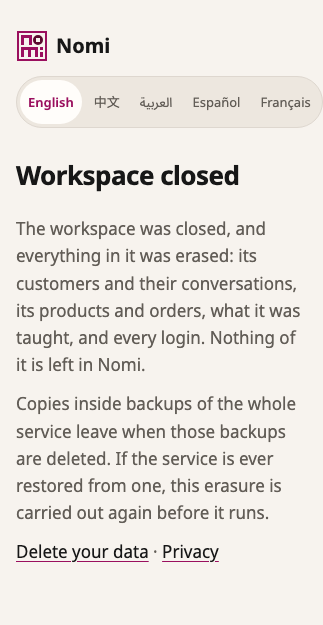 nomi
Nomi
English 中文 العربية Español Français
Workspace closed
The workspace was closed, and
everything in it was erased: its
customers and their conversations,
its products and orders, what it was
taught, and every login. Nothing of
it is left in Nomi.
Copies inside backups of the whole
service leave when those backups
are deleted. If the service is ever
restored from one, this erasure is
carried out again before it runs.
Delete your data · Privacy